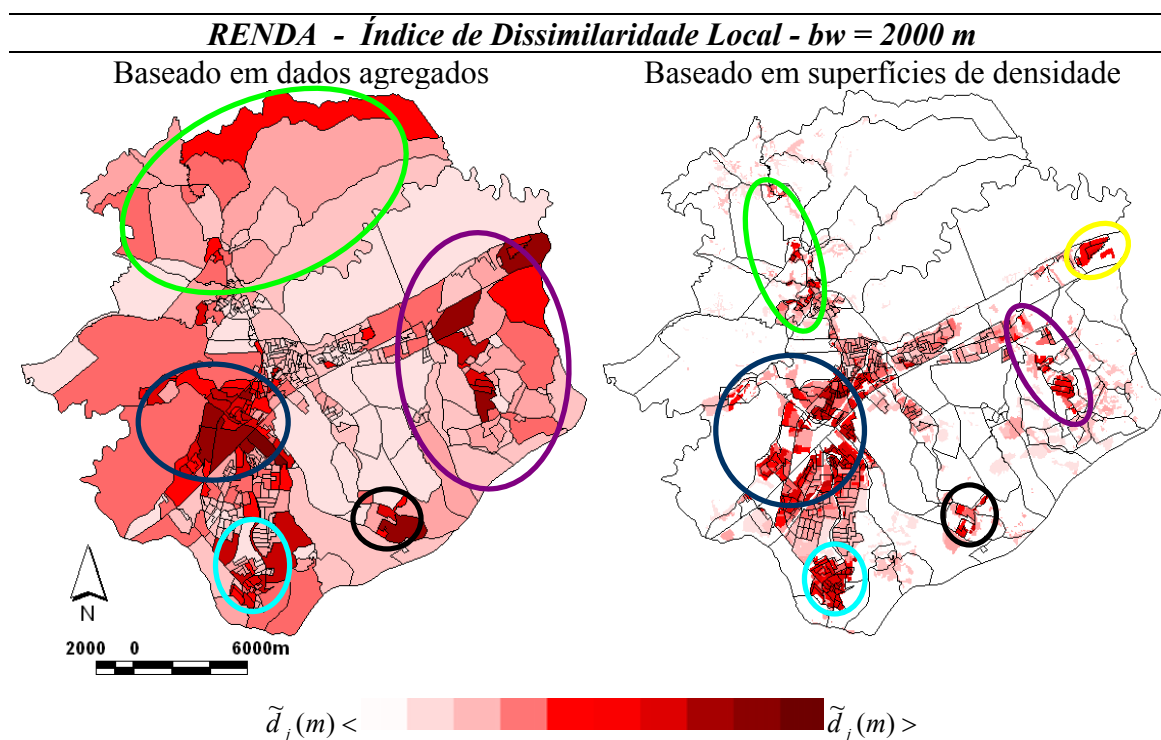 RENDA - Índice de Dissimilaridade Local - bw = 2000 m
Baseado em dados agregados
Baseado em superfícies de densidade
N
2000 0 6000m
d̃ j (m) < d̃ j (m) >